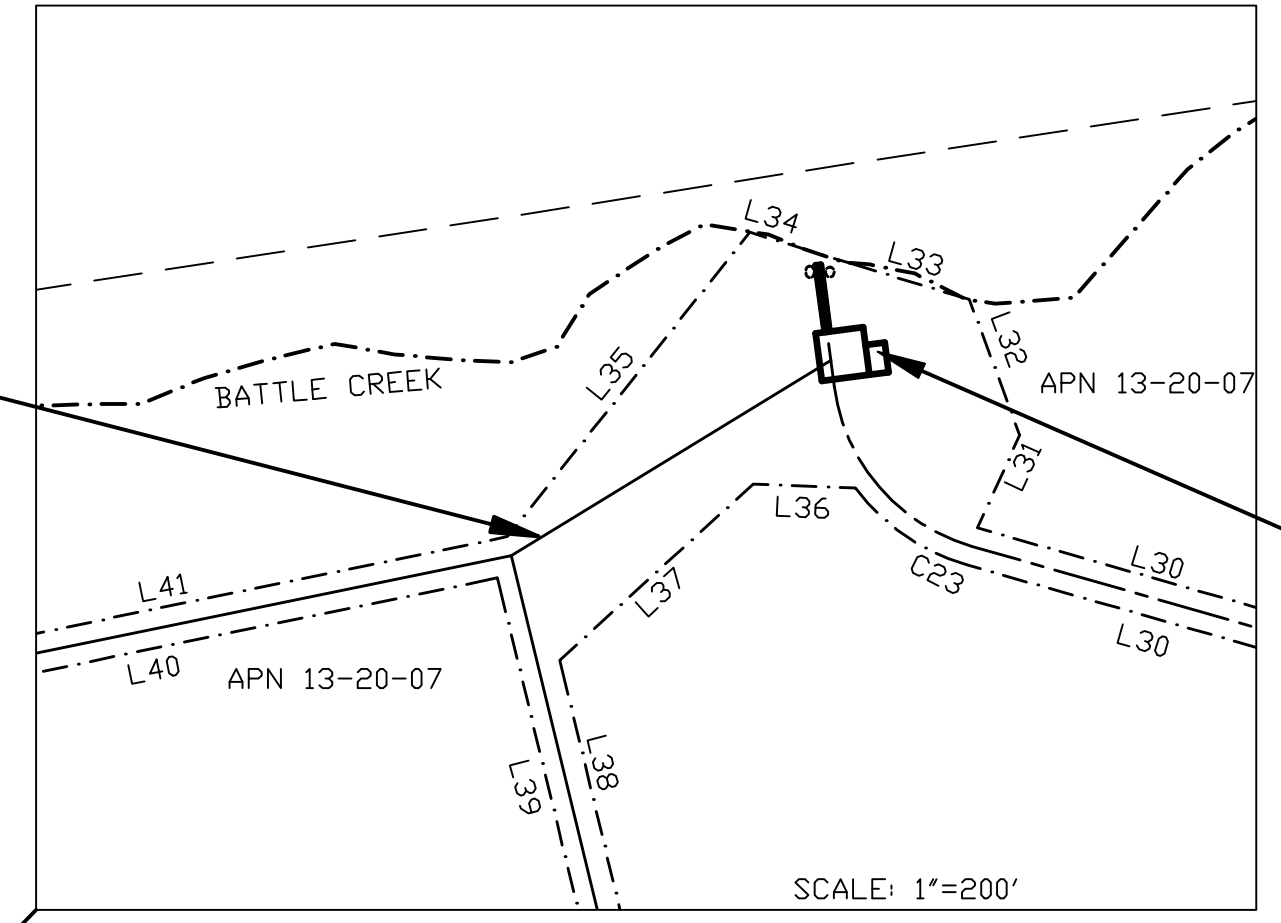 L34
L33
L32
L35
BATTLE CREEK
APN 13-20-07
L31
L36
L30
C23
L41
L37
L30
L40
APN 13-20-07
L38
L39
SCALE: 1"=200'